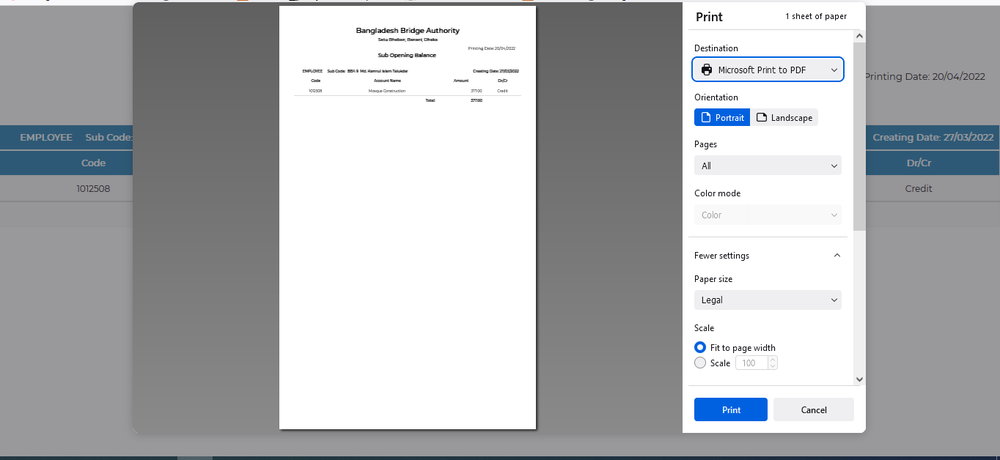 Print
1 sheet of paper
Bangladesh Bridge Authority
Setu Bhaban, Banani, Dhaka
Printing Date: 20/04/2022
Sub Opening Balance
EMPLOYEE Sub Code: Md. Kamrul Islam Talukdar Creating Date: 27/03/2022
Code Account Name Amount Dr/Cr
1012508 Mosque Construction 377.00 Credit
Total: 377.00
Destination
Microsoft Print to PDF
Orientation
Portrait Landscape
Pages
All
Color mode
Color
Fewer settings
Paper size
Legal
Scale
Fit to page width
Scale 100
Print Cancel
Printing Date: 20/04/2022
EMPLOYEE Sub Code: Creating Date: 27/03/2022
Code Dr/Cr
1012508 Credit